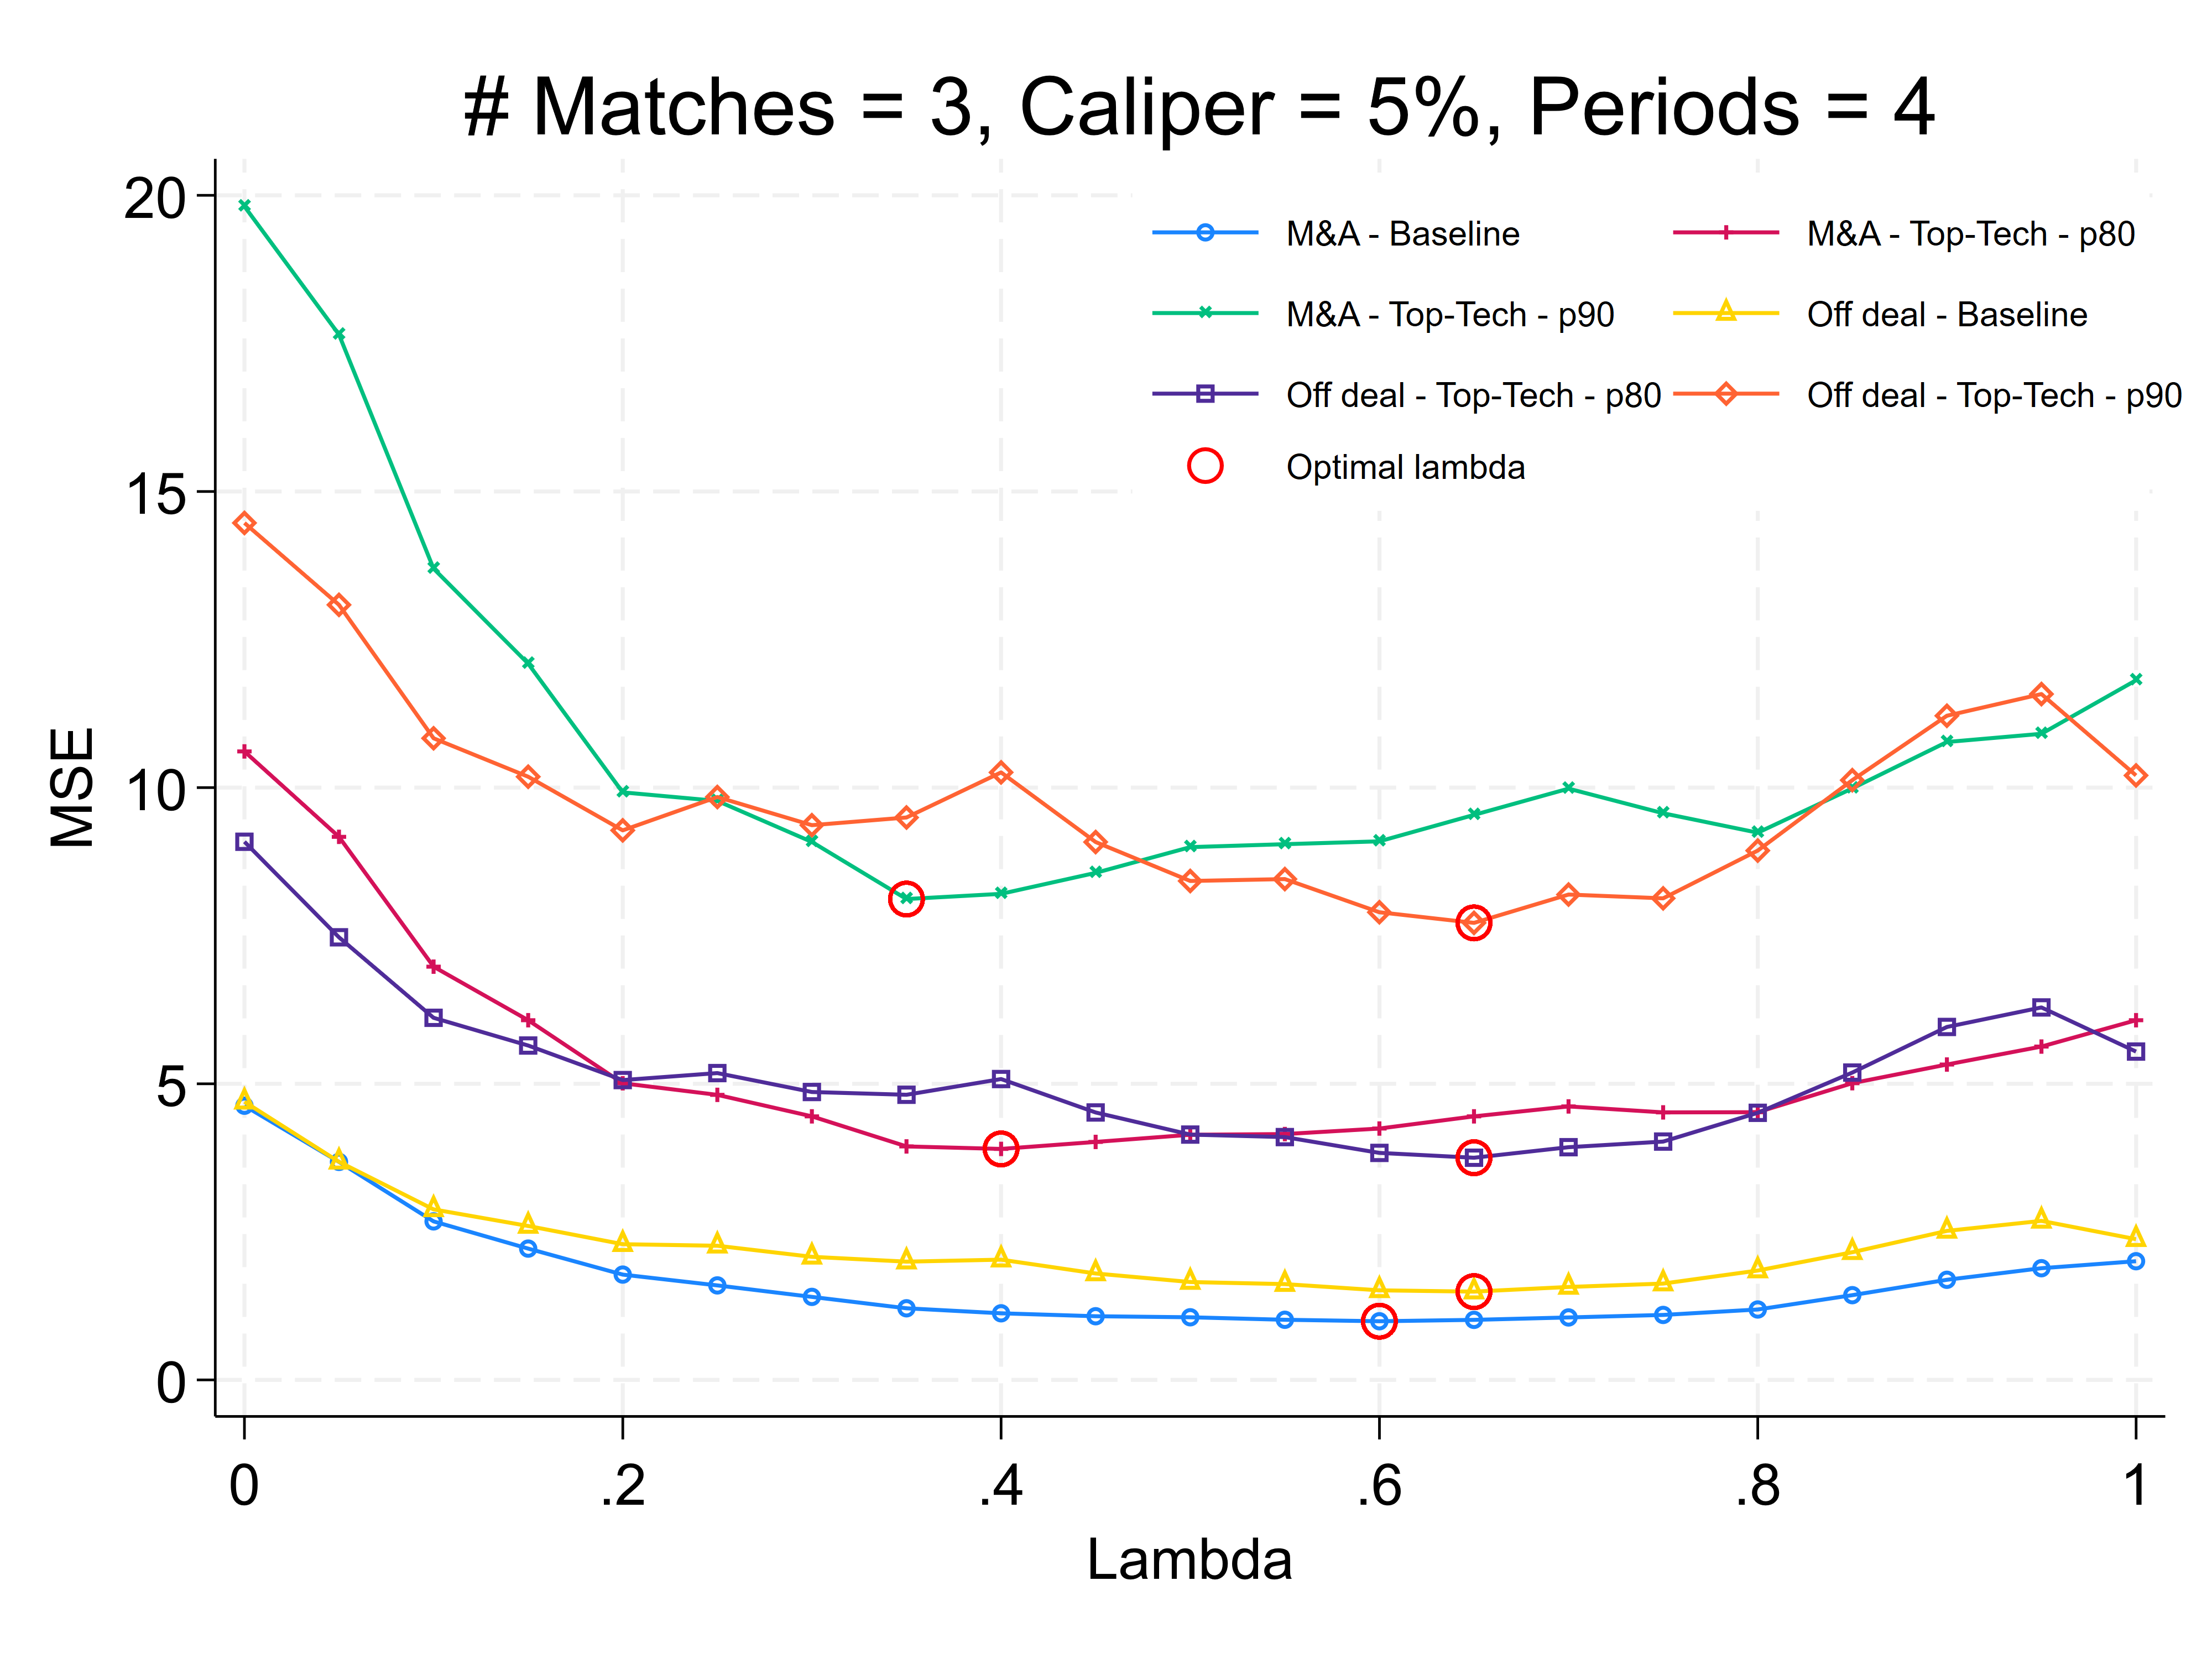 # Matches = 3, Caliper = 5%, Periods = 4
M&A - Baseline
M&A - Top-Tech - p80
M&A - Top-Tech - p90
Off deal - Baseline
Off deal - Top-Tech - p80
Off deal - Top-Tech - p90
Optimal lambda
MSE
20
15
10
5
0
0 .2 .4 .6 .8 1
Lambda